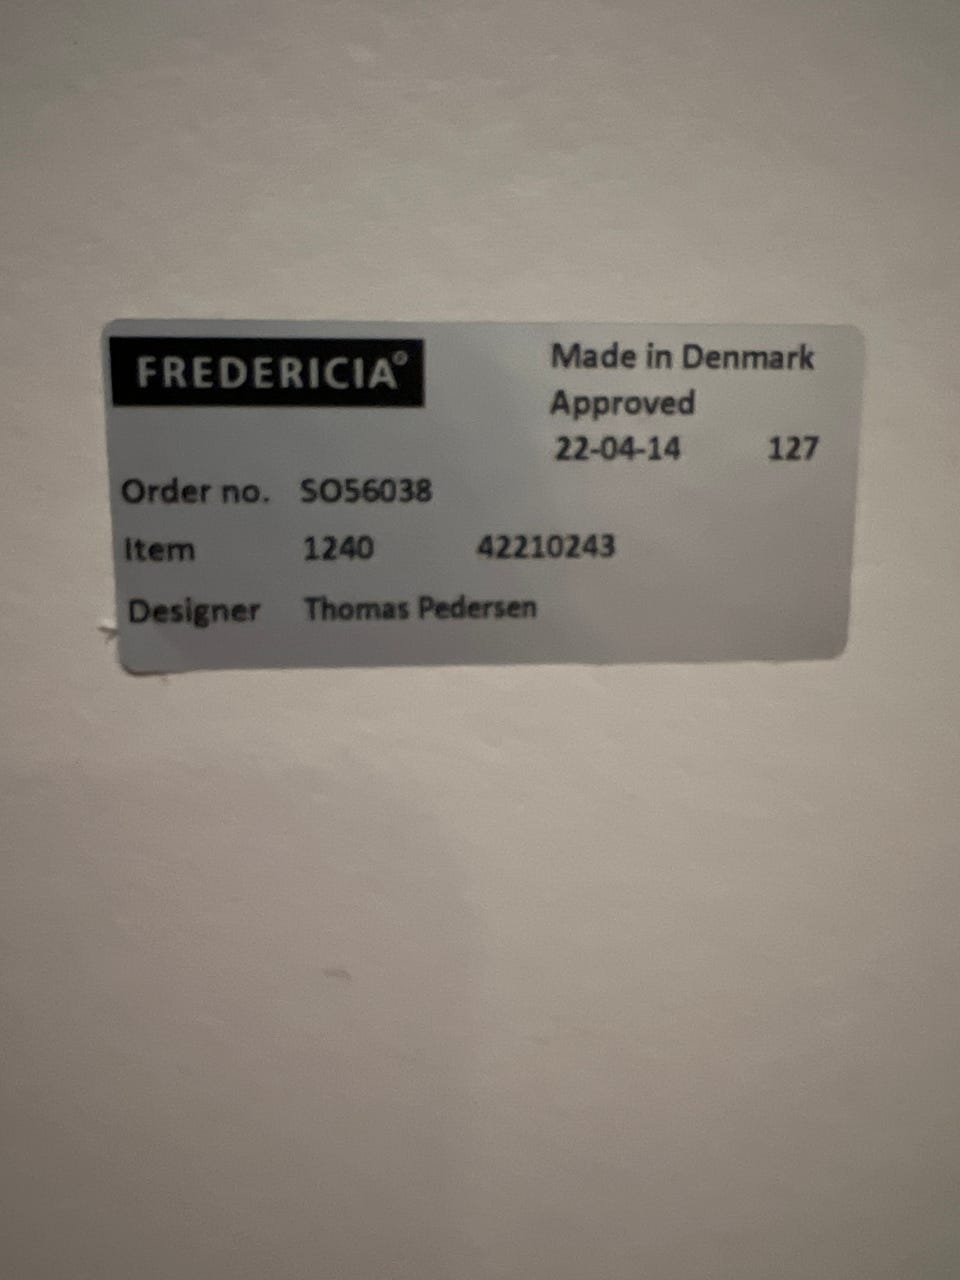 FREDERICIA®
Made in Denmark
Approved
22-04-14 127
Order no. SO56038
Item 1240 42210243
Designer Thomas Pedersen